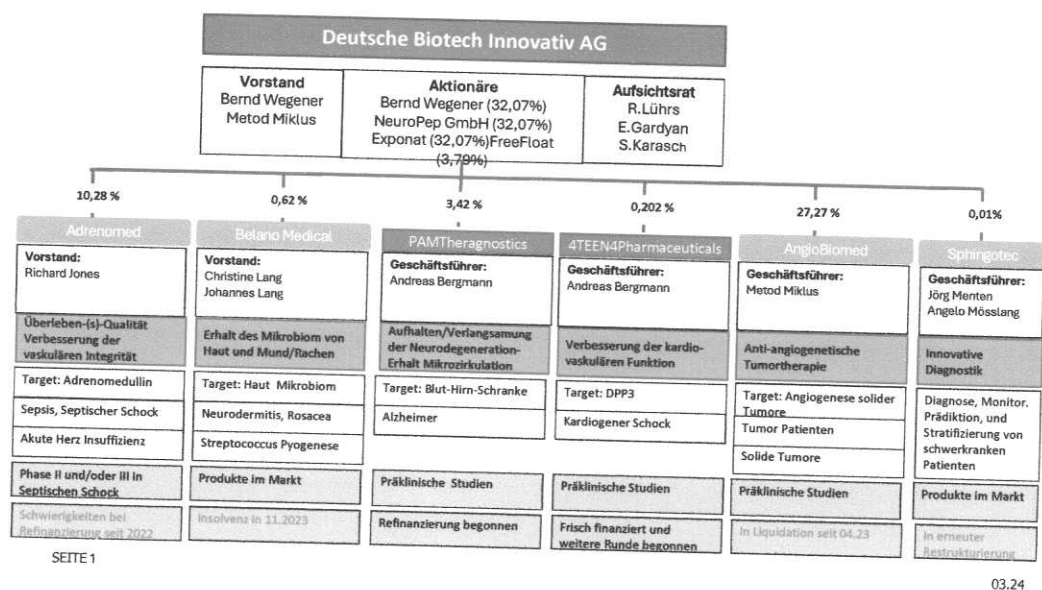 Deutsche Biotech Innovativ AG
Vorstand
Bernd Wegener
Metod Miklus
Aktionäre
Bernd Wegener (32,07%)
NeuroPep GmbH (32,07%)
Exponat (32,07%)FreeFloat
(3,79%)
Aufsichtsrat
R.Lührs
E.Gardyan
S.Karasch
10,28 %
0,62 %
3,42 %
0,202 %
27,27 %
0,01%
Adrenomed
Belano Medical
PAMTheragnostics
4TEEN4Pharmaceuticals
AngioBiomed
Sphingotec
Vorstand:
Richard Jones
Vorstand:
Christine Lang
Johannes Lang
Geschäftsführer:
Andreas Bergmann
Geschäftsführer:
Andreas Bergmann
Geschäftsführer:
Metod Miklus
Geschäftsführer:
Jörg Menten
Angelo Mösslang
Überleben-(s)-Qualität
Verbesserung der
vaskulären Integrität
Erhalt des Mikrobiom von
Haut und Mund/Rachen
Aufhalten/Verlangsamung
der Neurodegeneration-
Erhalt Mikrozirkulation
Verbesserung der kardio-
vaskulären Funktion
Anti-angiogenetische
Tumortherapie
Innovative
Diagnostik
Target: Adrenomedullin
Sepsis, Septischer Schock
Akute Herz Insuffizienz
Target: Haut Mikrobiom
Neurodermitis, Rosacea
Streptococcus Pyogenese
Target: Blut-Hirn-Schranke
Alzheimer
Target: DPP3
Kardiogener Schock
Target: Angiogenese solider
Tumore
Tumor Patienten
Solide Tumore
Diagnose, Monitor.
Prädiktion, und
Stratifizierung von
schwerkranken
Patienten
Phase II und/oder III in
Septischen Schock
Produkte im Markt
Präklinische Studien
Präklinische Studien
Präklinische Studien
Produkte im Markt
Schwierigkeiten bei
Refinanzierung seit 2022
Insolvenz in 11.2023
Refinanzierung begonnen
Frisch finanziert und
weitere Runde begonnen
In Liquidation seit 04.23
In erneuter
Restrukturierung
SEITE 1
03.24